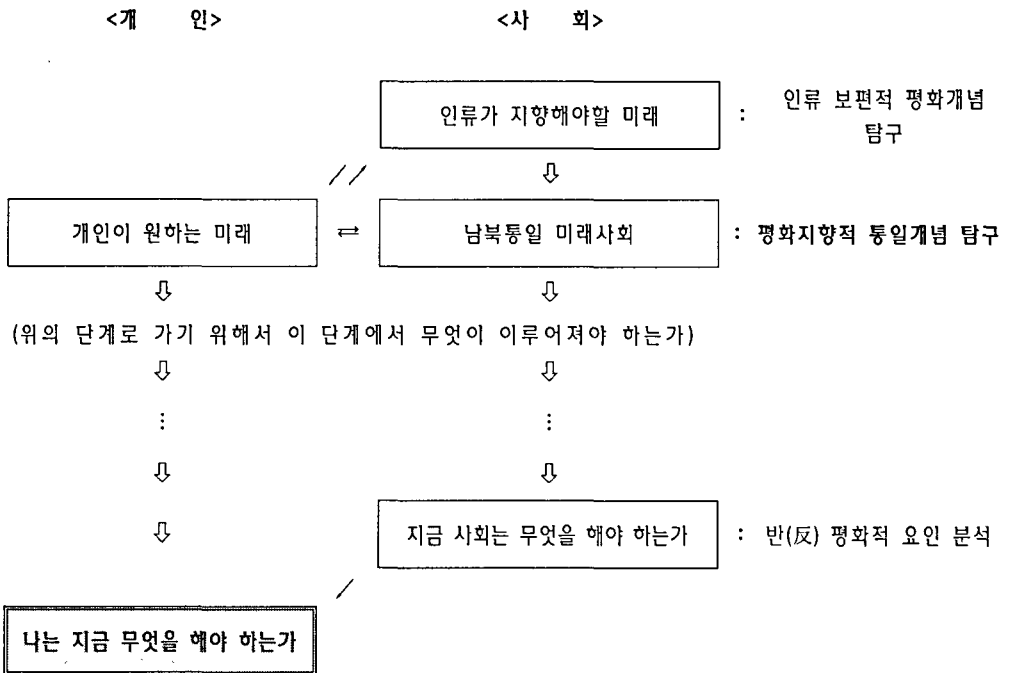 <개 인> <사 회>
인류가 지향해야할 미래 : 인류 보편적 평화개념
탐구
⇩
개인이 원하는 미래 ⇄ 남북통일 미래사회 : 평화지향적 통일개념 탐구
⇩ ⇩
(위의 단계로 가기 위해서 이 단계에서 무엇이 이루어져야 하는가)
⇩ ⇩
⋮ ⋮
⇩ ⇩
⇩ 지금 사회는 무엇을 해야 하는가 : 반(反) 평화적 요인 분석
나는 지금 무엇을 해야 하는가